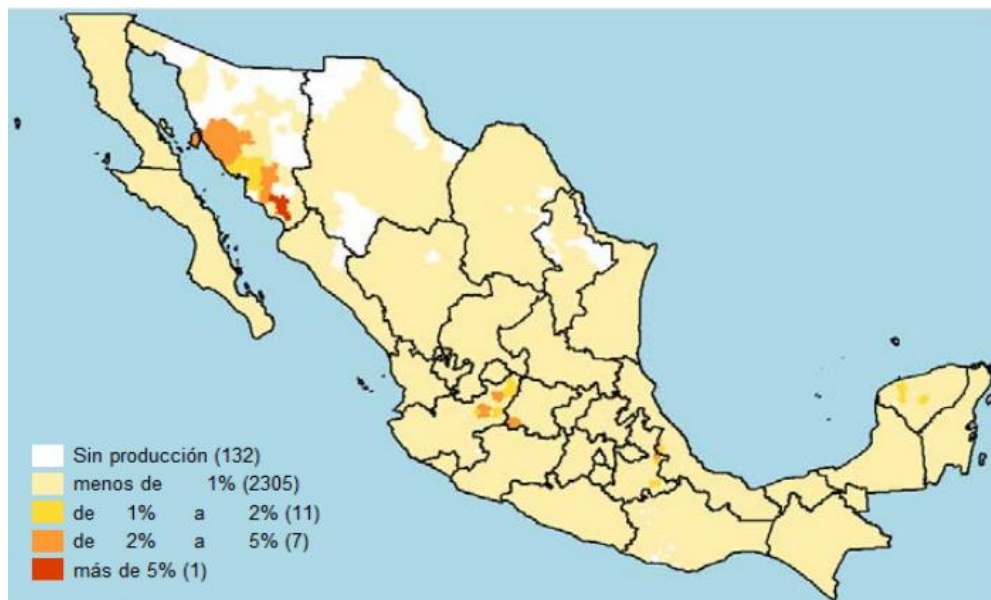 Sin producción (132)
menos de 1% (2305)
de 1% a 2% (11)
de 2% a 5% (7)
más de 5% (1)